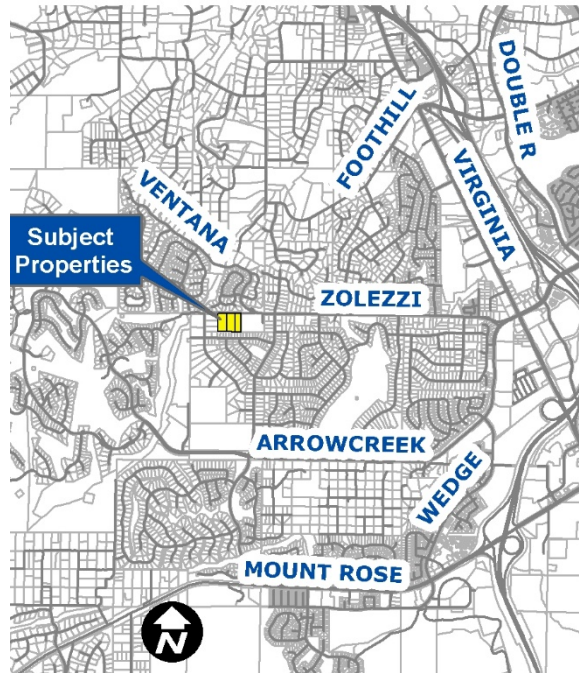 DOUBLE R
FOOTHILL
VIRGINIA
VENTANA
Subject
Properties
ZOLEZZI
ARROWCREEK
WEDGE
MOUNT ROSE
N